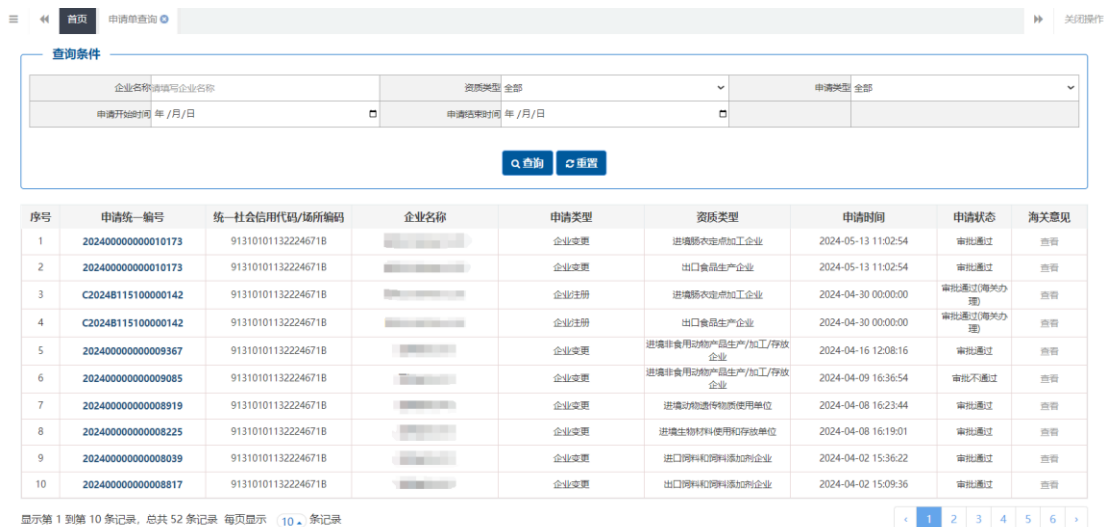 首页 申请单查询 关闭操作
查询条件
企业名称 请填写企业名称 资质类型 全部 申请类型 全部
申请开始时间 年 /月/日 申请结束时间 年 /月/日
查询 重置
序号 申请统一编号 统一社会信用代码/场所编码 企业名称 申请类型 资质类型 申请时间 申请状态 海关意见
1 202400000000010173 91310101132224671B 企业变更 进境肠衣定点加工企业 2024-05-13 11:02:54 审批通过 查看
2 202400000000010173 91310101132224671B 企业变更 出口食品生产企业 2024-05-13 11:02:54 审批通过 查看
3 C2024B115100000142 91310101132224671B 企业注册 进境肠衣定点加工企业 2024-04-30 00:00:00 审批通过(海关办
理) 查看
4 C2024B115100000142 91310101132224671B 企业注册 出口食品生产企业 2024-04-30 00:00:00 审批通过(海关办
理) 查看
5 202400000000009367 91310101132224671B 企业变更 进境非食用动物产品生产/加工/存放
企业 2024-04-16 12:08:16 审批通过 查看
6 202400000000009085 91310101132224671B 企业变更 进境非食用动物产品生产/加工/存放
企业 2024-04-09 16:36:54 审批不通过 查看
7 202400000000008919 91310101132224671B 企业变更 进境动物遗传物质使用单位 2024-04-08 16:23:44 审批通过 查看
8 202400000000008225 91310101132224671B 企业变更 进境生物材料使用和存放单位 2024-04-08 16:19:01 审批通过 查看
9 202400000000008039 91310101132224671B 企业变更 进口饲料和饲料添加剂企业 2024-04-02 15:36:22 审批通过 查看
10 202400000000008817 91310101132224671B 企业变更 出口饲料和饲料添加剂企业 2024-04-02 15:09:36 审批通过 查看
显示第 1 到第 10 条记录，总共 52 条记录 每页显示 10 条记录 ‹ 1 2 3 4 5 6 ›